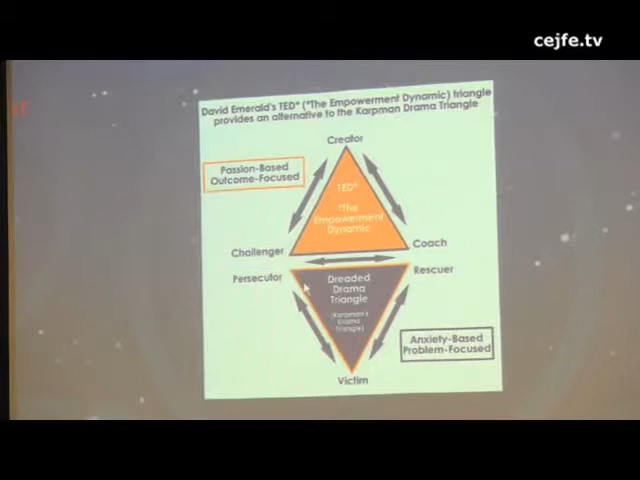 cejfe.tv
David Emerald's TED* (*The Empowerment Dynamic) triangle
provides an alternative to the Karpman Drama Triangle
Creator
Passion-Based
Outcome-Focused
TED*
*The
Empowerment
Dynamic
Challenger
Coach
Persecutor
Rescuer
Dreaded
Drama
Triangle
(Karpman's
Drama
Triangle)
Anxiety-Based
Problem-Focused
Victim